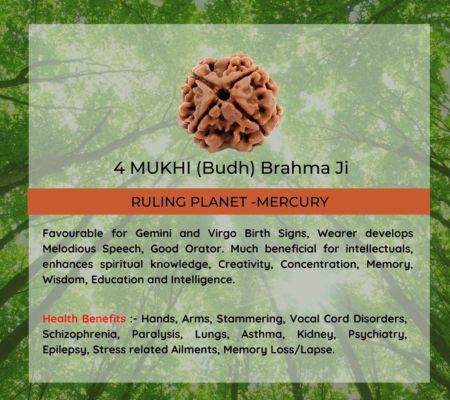 4 MUKHI (Budh) Brahma Ji
RULING PLANET -MERCURY
Favourable for Gemini and Virgo Birth Signs, Wearer develops
Melodious Speech, Good Orator. Much beneficial for intellectuals,
enhances spiritual knowledge, Creativity, Concentration, Memory,
Wisdom, Education and Intelligence.
Health Benefits :- Hands, Arms, Stammering, Vocal Cord Disorders,
Schizophrenia, Paralysis, Lungs, Asthma, Kidney, Psychiatry,
Epilepsy, Stress related Ailments, Memory Loss/Lapse.